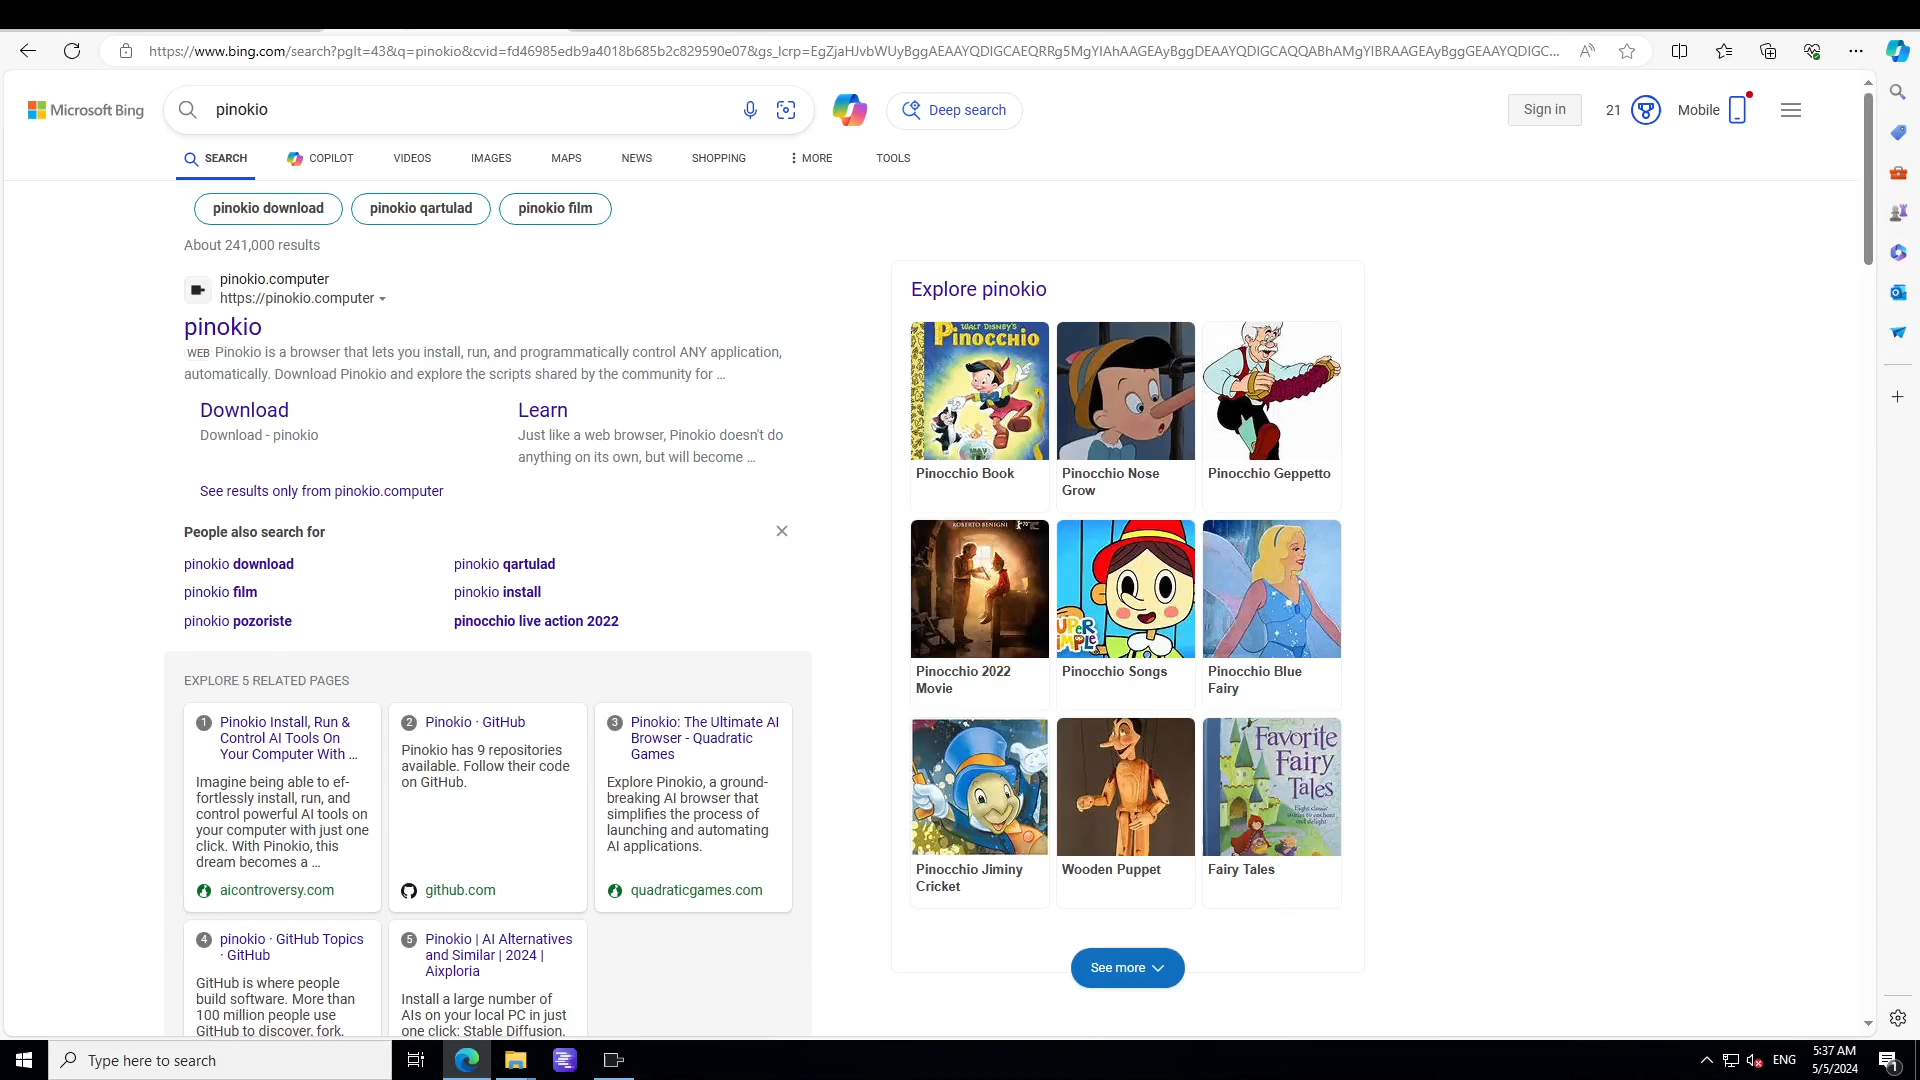 https://www.bing.com/search?pglt=43&q=pinokio&cvid=fd46985edb9a4018b685b2c829590e07&gs_lcrp=EgZjaHJvbWUyBggAEAAYQDIGCAEQRRg5MgYIAhAAGEAyBggDEAAYQDIGCAQQABhAMgYIBRAAGEAyBggGEAAYQDIGC...
Microsoft Bing
pinokio
Deep search
Sign in
21
Mobile
SEARCH
COPILOT
VIDEOS
IMAGES
MAPS
NEWS
SHOPPING
MORE
TOOLS
pinokio download
pinokio qartulad
pinokio film
About 241,000 results
pinokio.computer
https://pinokio.computer
pinokio
WEB Pinokio is a browser that lets you install, run, and programmatically control ANY application,
automatically. Download Pinokio and explore the scripts shared by the community for ...
Download
Download - pinokio
Learn
Just like a web browser, Pinokio doesn't do
anything on its own, but will become ...
See results only from pinokio.computer
People also search for
pinokio download
pinokio qartulad
pinokio film
pinokio install
pinokio pozoriste
pinocchio live action 2022
EXPLORE 5 RELATED PAGES
1
Pinokio Install, Run &
Control AI Tools On
Your Computer With ...
Imagine being able to ef-
fortlessly install, run, and
control powerful AI tools on
your computer with just one
click. With Pinokio, this
dream becomes a ...
aicontroversy.com
2
Pinokio · GitHub
Pinokio has 9 repositories
available. Follow their code
on GitHub.
github.com
3
Pinokio: The Ultimate AI
Browser - Quadratic
Games
Explore Pinokio, a ground-
breaking AI browser that
simplifies the process of
launching and automating
AI applications.
quadraticgames.com
4
pinokio · GitHub Topics
· GitHub
GitHub is where people
build software. More than
100 million people use
GitHub to discover, fork,
5
Pinokio | AI Alternatives
and Similar | 2024 |
Aixploria
Install a large number of
AIs on your local PC in just
one click: Stable Diffusion,
Explore pinokio
WALT DISNEY'S
Pinocchio
Pinocchio Book
Pinocchio Nose
Grow
Pinocchio Geppetto
ROBERTO BENIGNI
Pinocchio 2022
Movie
SUPER
SIMPLE
Pinocchio Songs
Pinocchio Blue
Fairy
Pinocchio Jiminy
Cricket
Wooden Puppet
Favorite
Fairy
Tales
Fairy Tales
See more
Type here to search
ENG
5:37 AM
5/5/2024
1